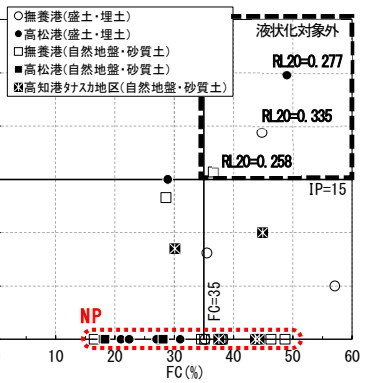 撫養港(盛土・埋土)
高松港(盛土・埋土)
撫養港(自然地盤・砂質土)
高松港(自然地盤・砂質土)
高知港タナスカ地区(自然地盤・砂質土)
液状化対象外
RL20=0.277
RL20=0.335
RL20=0.258
IP=15
FC=35
NP
10 20 30 40 50 60
FC(%)